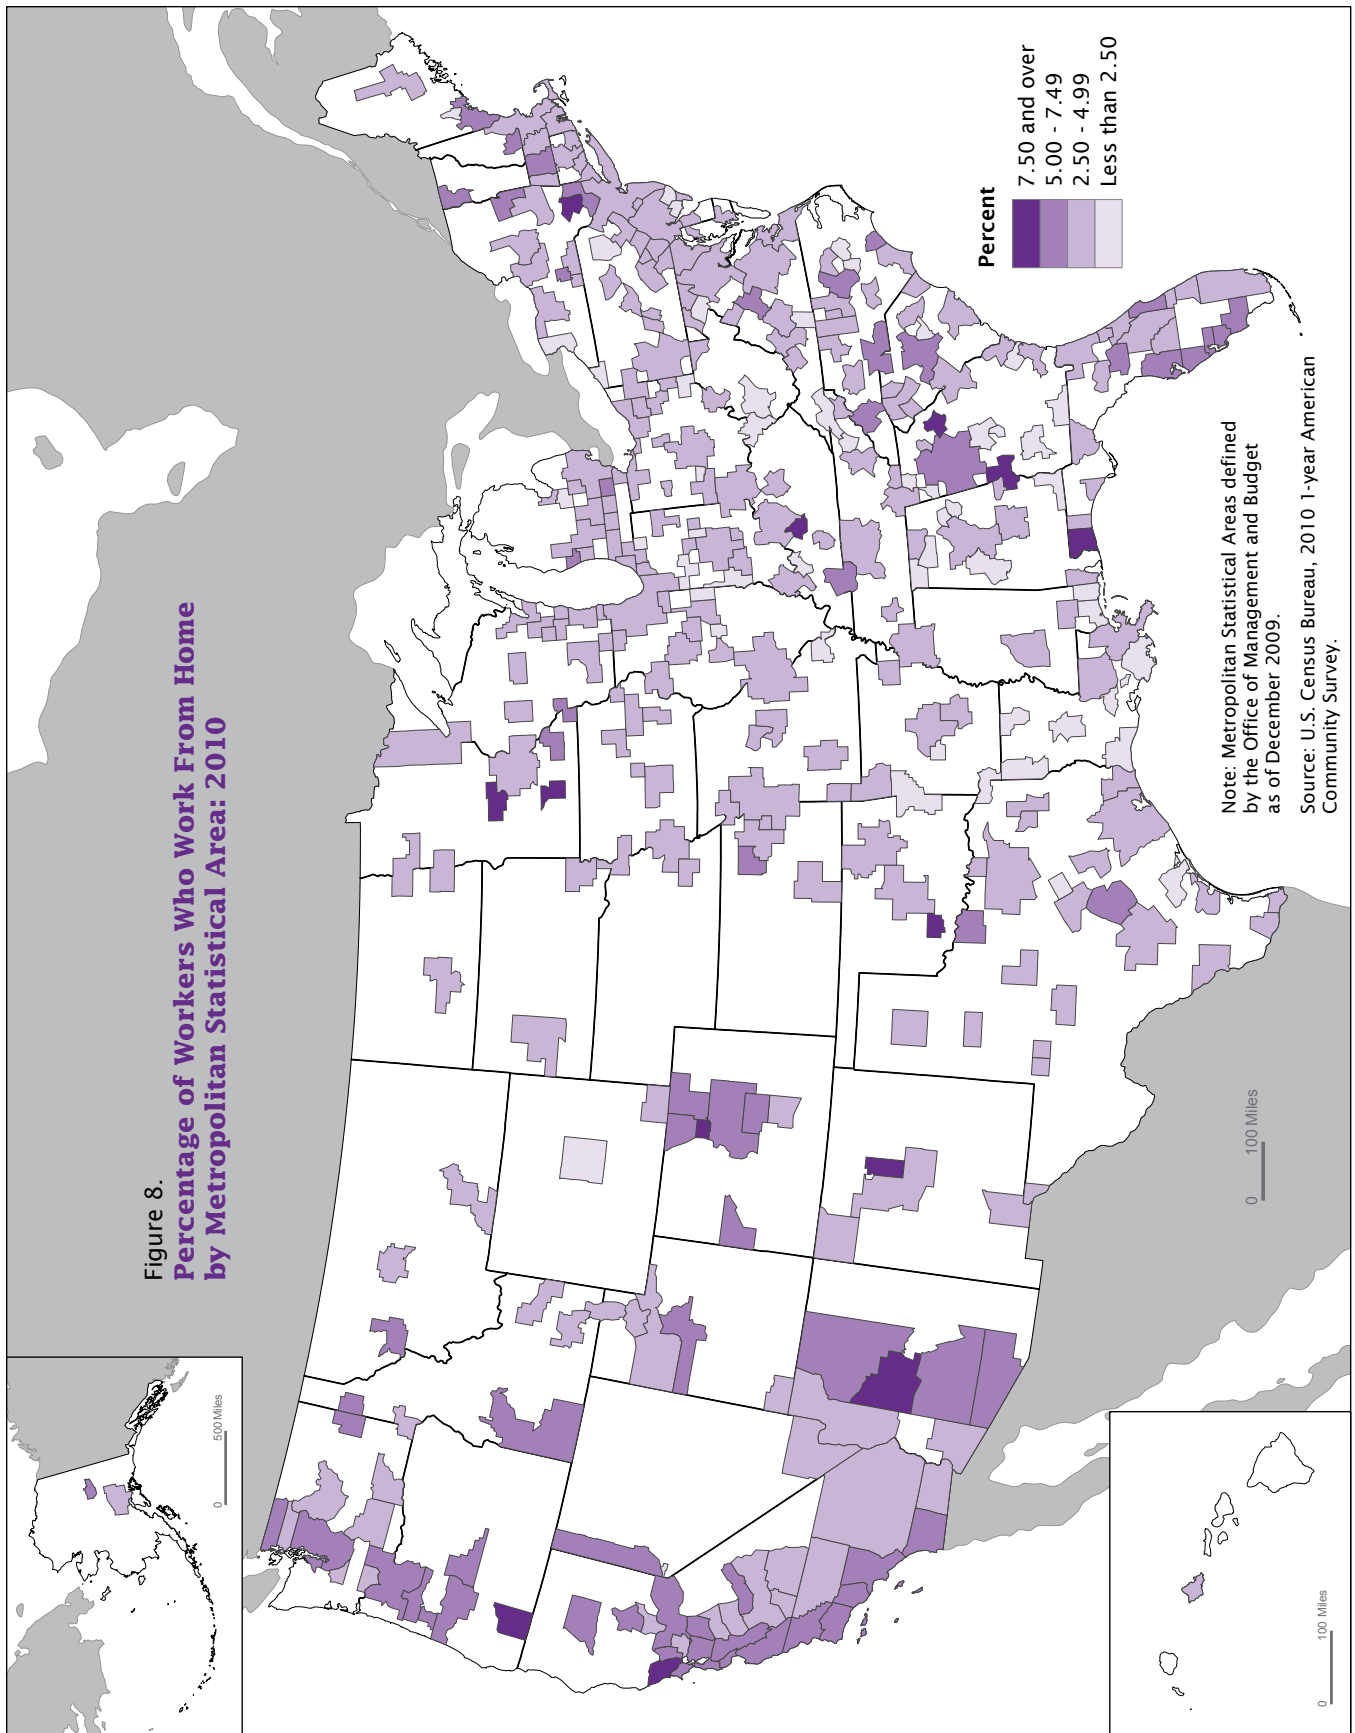 Figure 8.
Percentage of Workers Who Work From Home
by Metropolitan Statistical Area: 2010
Percent
7.50 and over
5.00 - 7.49
2.50 - 4.99
Less than 2.50
0 500 Miles
0 100 Miles
0 100 Miles
Note: Metropolitan Statistical Areas defined
by the Office of Management and Budget
as of December 2009.
Source: U.S. Census Bureau, 2010 1-year American
Community Survey.